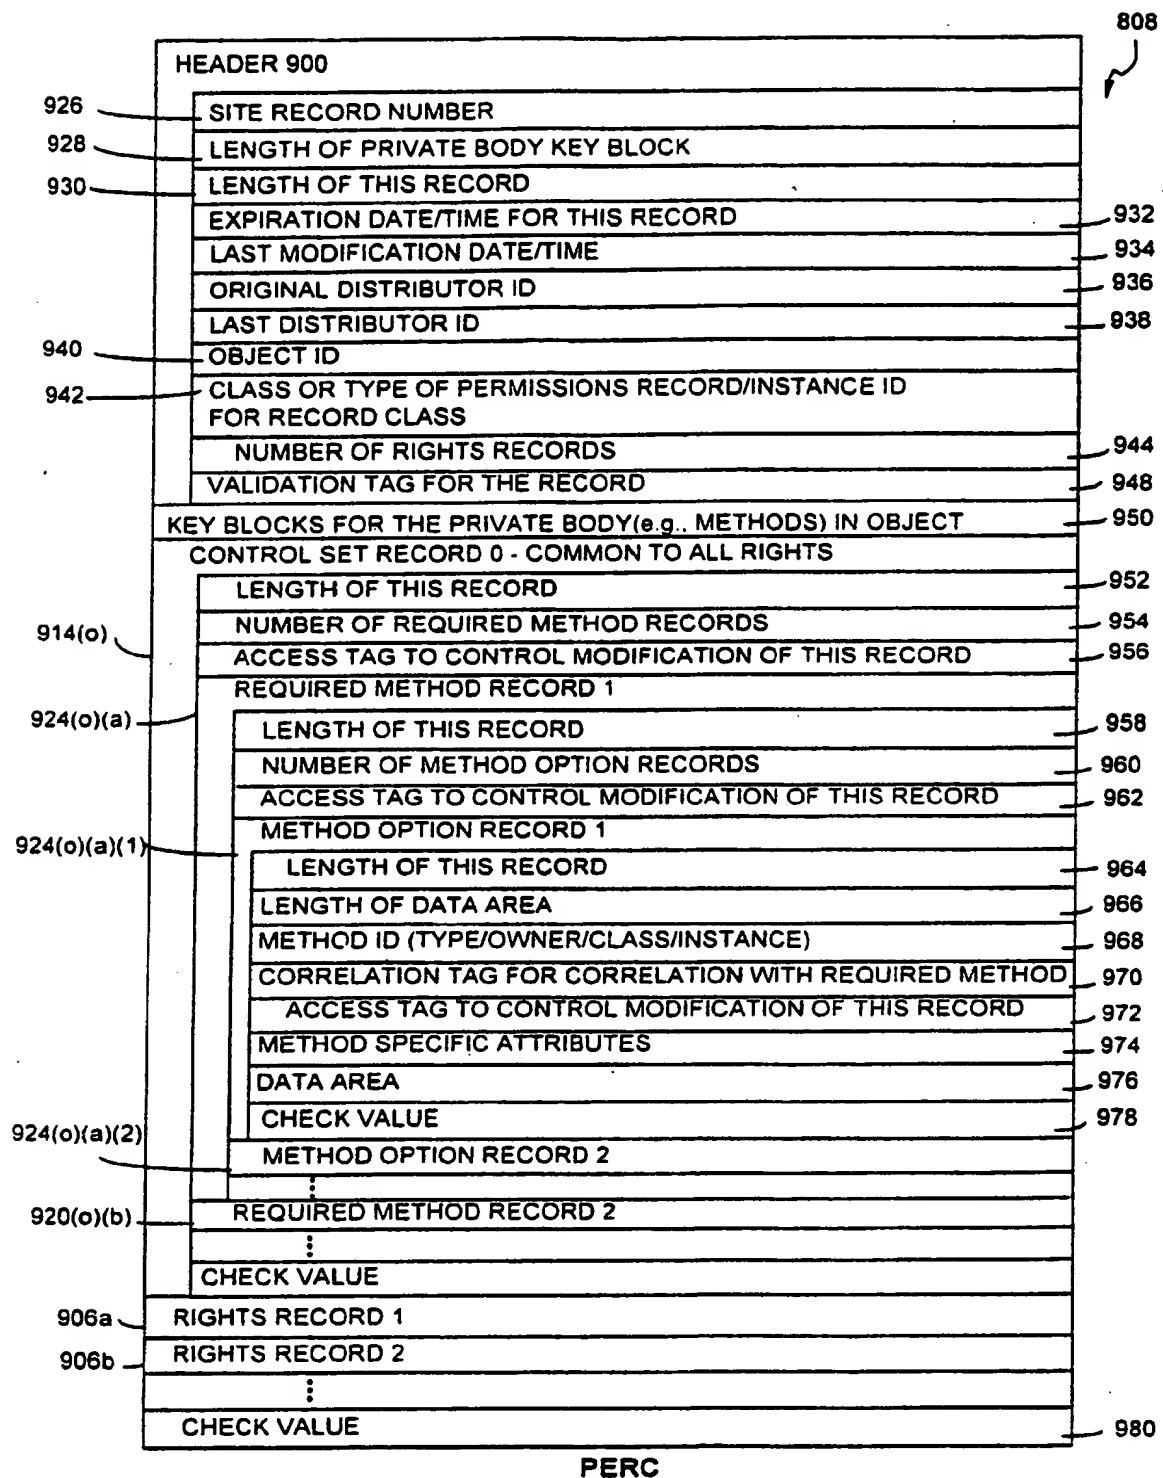 808
HEADER 900
926 SITE RECORD NUMBER
928 LENGTH OF PRIVATE BODY KEY BLOCK
930 LENGTH OF THIS RECORD
EXPIRATION DATE/TIME FOR THIS RECORD 932
LAST MODIFICATION DATE/TIME 934
ORIGINAL DISTRIBUTOR ID 936
LAST DISTRIBUTOR ID 938
940 OBJECT ID
942 CLASS OR TYPE OF PERMISSIONS RECORD/INSTANCE ID
FOR RECORD CLASS
NUMBER OF RIGHTS RECORDS 944
VALIDATION TAG FOR THE RECORD 948
KEY BLOCKS FOR THE PRIVATE BODY(e.g., METHODS) IN OBJECT 950
CONTROL SET RECORD 0 - COMMON TO ALL RIGHTS
LENGTH OF THIS RECORD 952
914(o) NUMBER OF REQUIRED METHOD RECORDS 954
ACCESS TAG TO CONTROL MODIFICATION OF THIS RECORD 956
REQUIRED METHOD RECORD 1
924(o)(a) LENGTH OF THIS RECORD 958
NUMBER OF METHOD OPTION RECORDS 960
ACCESS TAG TO CONTROL MODIFICATION OF THIS RECORD 962
METHOD OPTION RECORD 1
924(o)(a)(1) LENGTH OF THIS RECORD 964
LENGTH OF DATA AREA 966
METHOD ID (TYPE/OWNER/CLASS/INSTANCE) 968
CORRELATION TAG FOR CORRELATION WITH REQUIRED METHOD 970
ACCESS TAG TO CONTROL MODIFICATION OF THIS RECORD 972
METHOD SPECIFIC ATTRIBUTES 974
DATA AREA 976
CHECK VALUE 978
924(o)(a)(2) METHOD OPTION RECORD 2
920(o)(b) REQUIRED METHOD RECORD 2
CHECK VALUE
906a RIGHTS RECORD 1
906b RIGHTS RECORD 2
CHECK VALUE 980
PERC